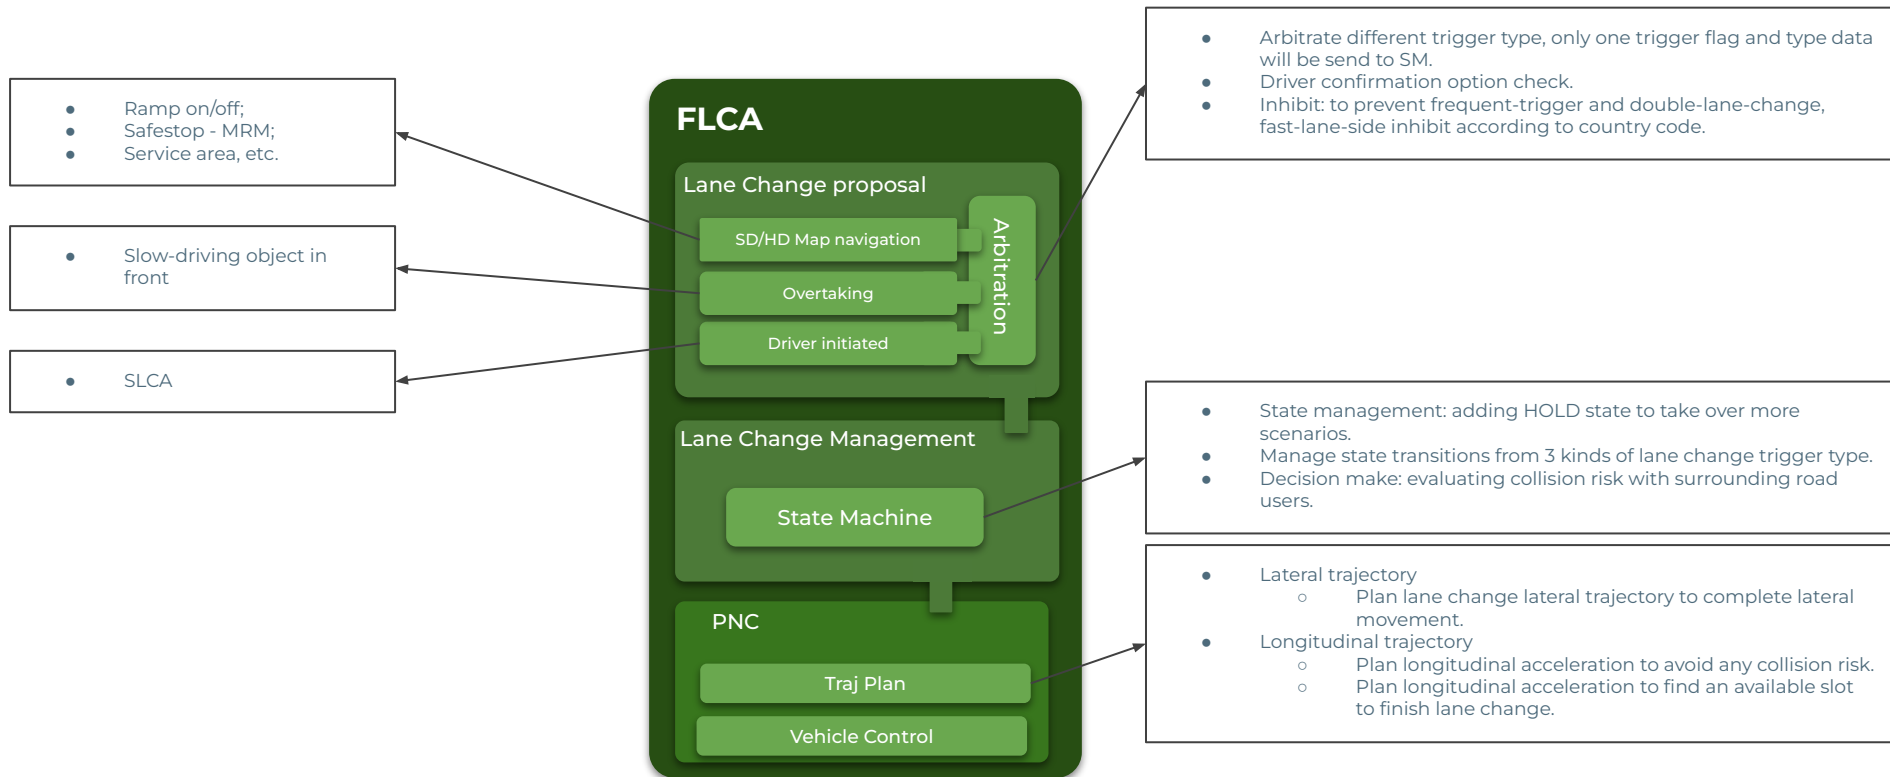 ● Ramp on/off;
● Safestop - MRM;
● Service area, etc.
● Slow-driving object in
front
● SLCA
FLCA
Lane Change proposal
SD/HD Map navigation
Overtaking
Driver initiated
Arbitration
Lane Change Management
State Machine
PNC
Traj Plan
Vehicle Control
● Arbitrate different trigger type, only one trigger flag and type data
will be send to SM.
● Driver confirmation option check.
● Inhibit: to prevent frequent-trigger and double-lane-change,
fast-lane-side inhibit according to country code.
● State management: adding HOLD state to take over more
scenarios.
● Manage state transitions from 3 kinds of lane change trigger type.
● Decision make: evaluating collision risk with surrounding road
users.
● Lateral trajectory
○ Plan lane change lateral trajectory to complete lateral
movement.
● Longitudinal trajectory
○ Plan longitudinal acceleration to avoid any collision risk.
○ Plan longitudinal acceleration to find an available slot
to finish lane change.